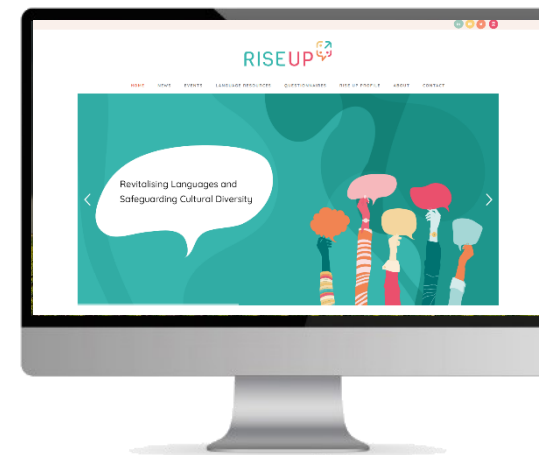 RISEUP
HOME NEWS EVENTS LANGUAGE RESOURCES QUESTIONNAIRES RISE UP PROFILE ABOUT CONTACT
Revitalising Languages and
Safeguarding Cultural Diversity